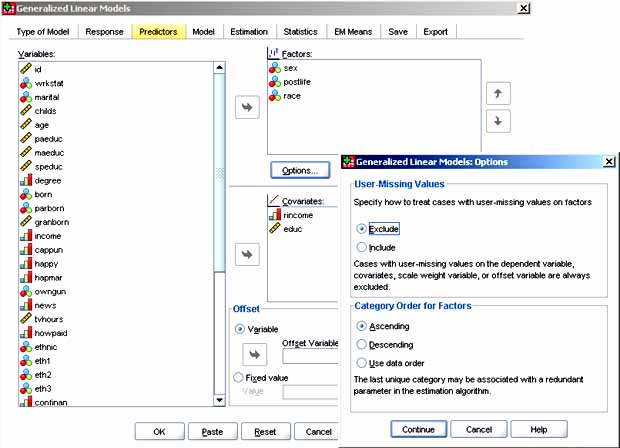 Generalized Linear Models
Type of Model Response Predictors Model Estimation Statistics EM Means Save Export
Variables:
id
wrkstat
marital
childs
age
paeduc
maeduc
speduc
degree
born
parborn
granborn
income
cappun
happy
hapmar
owngun
news
tvhours
howpaid
ethnic
eth1
eth2
eth3
continan
Factors:
sex
postlife
race
Options...
Covariates:
rincome
educ
Offset
Variable
Offset Variable
Fixed value
Value
OK Paste Reset Cancel
Generalized Linear Models: Options
User-Missing Values
Specify how to treat cases with user-missing values on factors
Exclude
Include
Cases with user-missing values on the dependent variable,
covariates, scale weight variable, or offset variable are always
excluded.
Category Order for Factors
Ascending
Descending
Use data order
The last unique category may be associated with a redundant
parameter in the estimation algorithm.
Continue Cancel Help